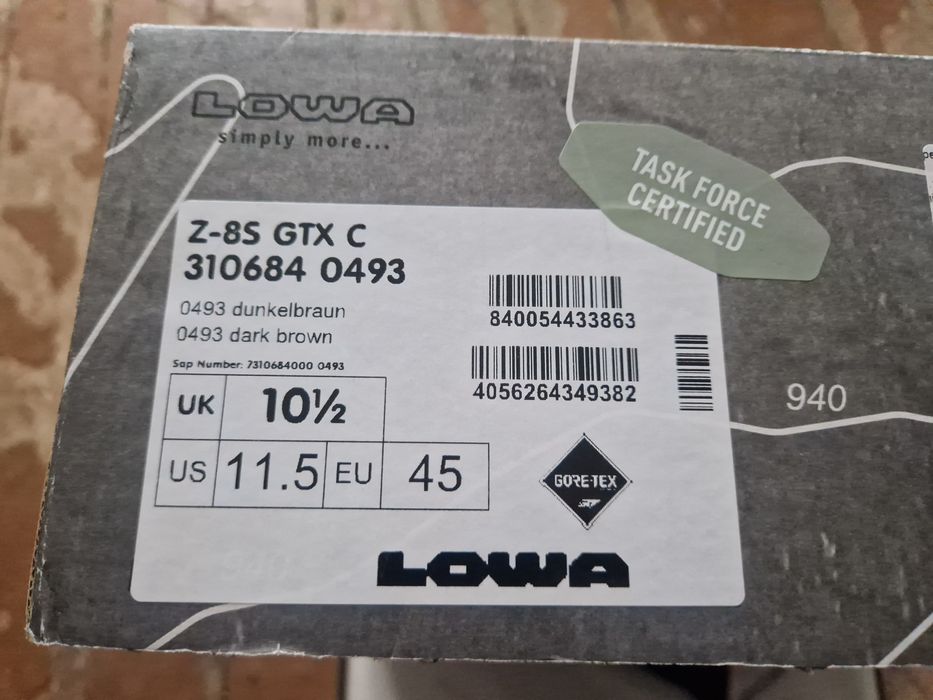 LOWA
simply more...
TASK FORCE
CERTIFIED
Z-8S GTX C
310684 0493
0493 dunkelbraun
0493 dark brown
Sap Number: 7310684000 0493
840054433863
4056264349382
UK 10½
US 11.5 EU 45
GORE-TEX
940
LOWA